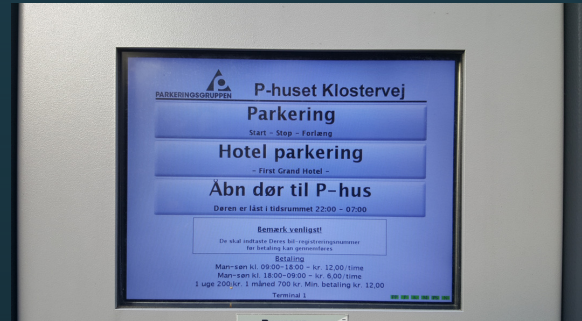 PARKERINGSGRUPPEN
P-huset Klostervej
Parkering
Start - Stop - Forlæng
Hotel parkering
- First Grand Hotel -
Åbn dør til P-hus
Døren er låst i tidsrummet 22:00 - 07:00
Bemærk venligst!
De skal indtaste Deres bil-registreringsnummer
før betaling kan gennemføres
Betaling
Man-søn kl. 09:00-18:00 - kr. 12,00/time
Man-søn kl. 18:00-09:00 - kr. 6,00/time
1 uge 200 kr. 1 måned 700 kr. Min. betaling kr. 12,00
Terminal 1